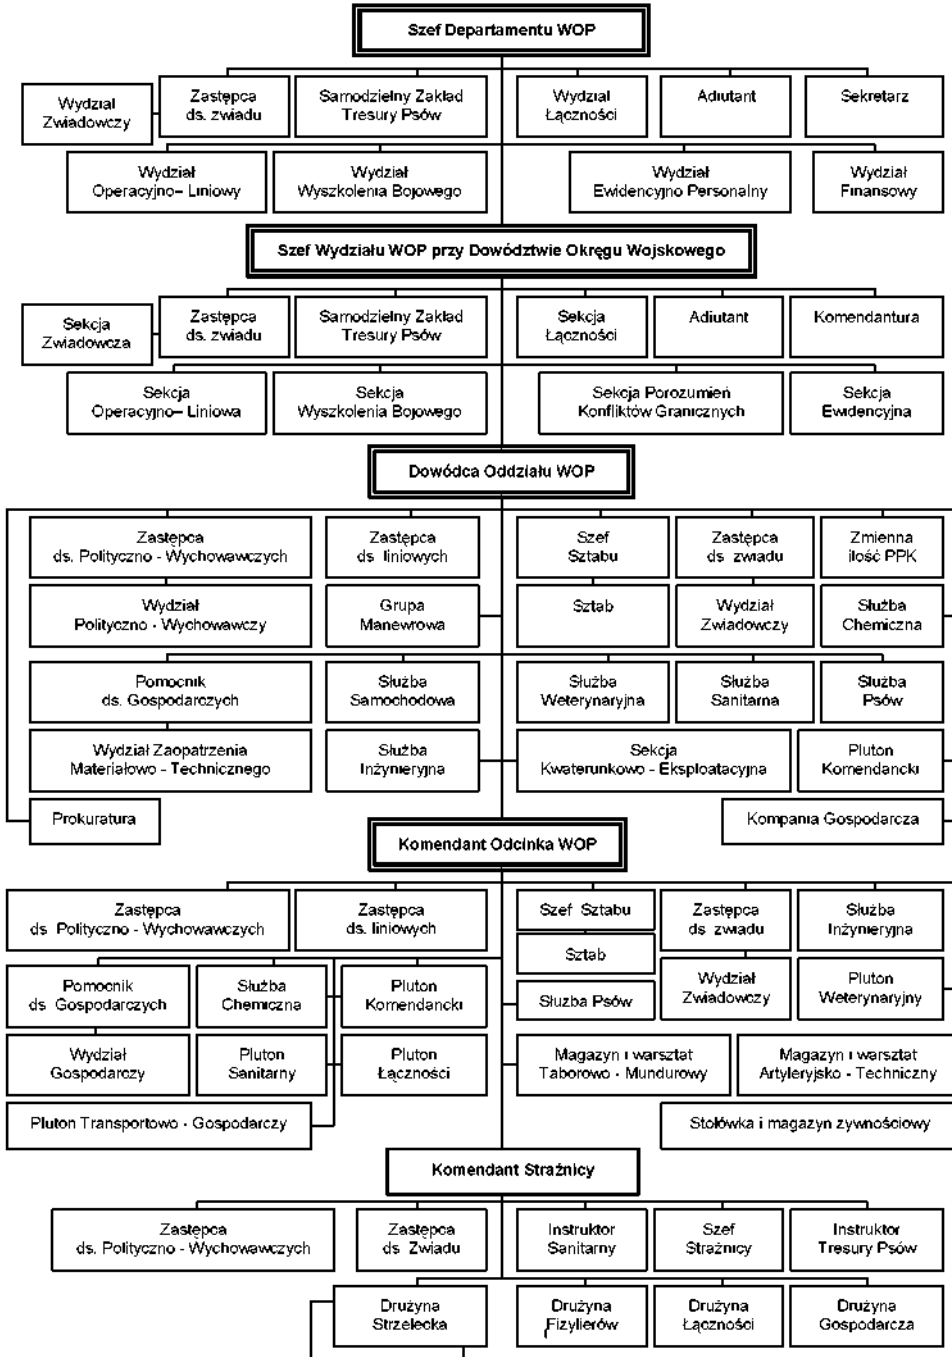 Szef Departamentu WOP
Wydział
Zwiadowczy
Zastępca
ds. zwiadu
Samodzielny Zakład
Tresury Psów
Wydział
Łączności
Adiutant
Sekretarz
Wydział
Operacyjno– Liniowy
Wydział
Wyszkolenia Bojowego
Wydział
Ewidencyjno Personalny
Wydział
Finansowy
Szef Wydziału WOP przy Dowództwie Okręgu Wojskowego
Sekcja
Zwiadowcza
Zastępca
ds. zwiadu
Samodzielny Zakład
Tresury Psów
Sekcja
Łączności
Adiutant
Komendantura
Sekcja
Operacyjno– Liniowa
Sekcja
Wyszkolenia Bojowego
Sekcja Porozumień
Konfliktów Granicznych
Sekcja
Ewidencyjna
Dowódca Oddziału WOP
Zastępca
ds. Polityczno - Wychowawczych
Zastępca
ds liniowych
Szef
Sztabu
Zastępca
ds zwiadu
Zmienna
ilość PPK
Wydział
Polityczno - Wychowawczy
Grupa
Manewrowa
Sztab
Wydział
Zwiadowczy
Służba
Chemiczna
Pomocnik
ds. Gospodarczych
Służba
Samochodowa
Służba
Weterynaryjna
Służba
Sanitarna
Służba
Psów
Wydział Zaopatrzenia
Materiałowo - Technicznego
Służba
Inżynieryjna
Sekcja
Kwaterunkowo - Eksploatacyjna
Pluton
Komendancki
Prokuratura
Kompania Gospodarcza
Komendant Odcinka WOP
Zastępca
ds Polityczno - Wychowawczych
Zastępca
ds. liniowych
Szef Sztabu
Zastępca
ds zwiadu
Służba
Inżynieryjna
Sztab
Pomocnik
ds Gospodarczych
Służba
Chemiczna
Pluton
Komendancki
Służba Psów
Wydział
Zwiadowczy
Pluton
Weterynaryjny
Wydział
Gospodarczy
Pluton
Sanitarny
Pluton
Łączności
Magazyn i warsztat
Taborowo - Mundurowy
Magazyn i warsztat
Artyleryjsko - Techniczny
Pluton Transportowo - Gospodarczy
Stołówka i magazyn zywnościowy
Komendant Strażnicy
Zastępca
ds. Polityczno - Wychowawczych
Zastępca
ds Zwiadu
Instruktor
Sanitarny
Szef
Strażnicy
Instruktor
Tresury Psów
Drużyna
Strzelecka
Drużyna
Fizylierów
Drużyna
Łączności
Drużyna
Gospodarcza